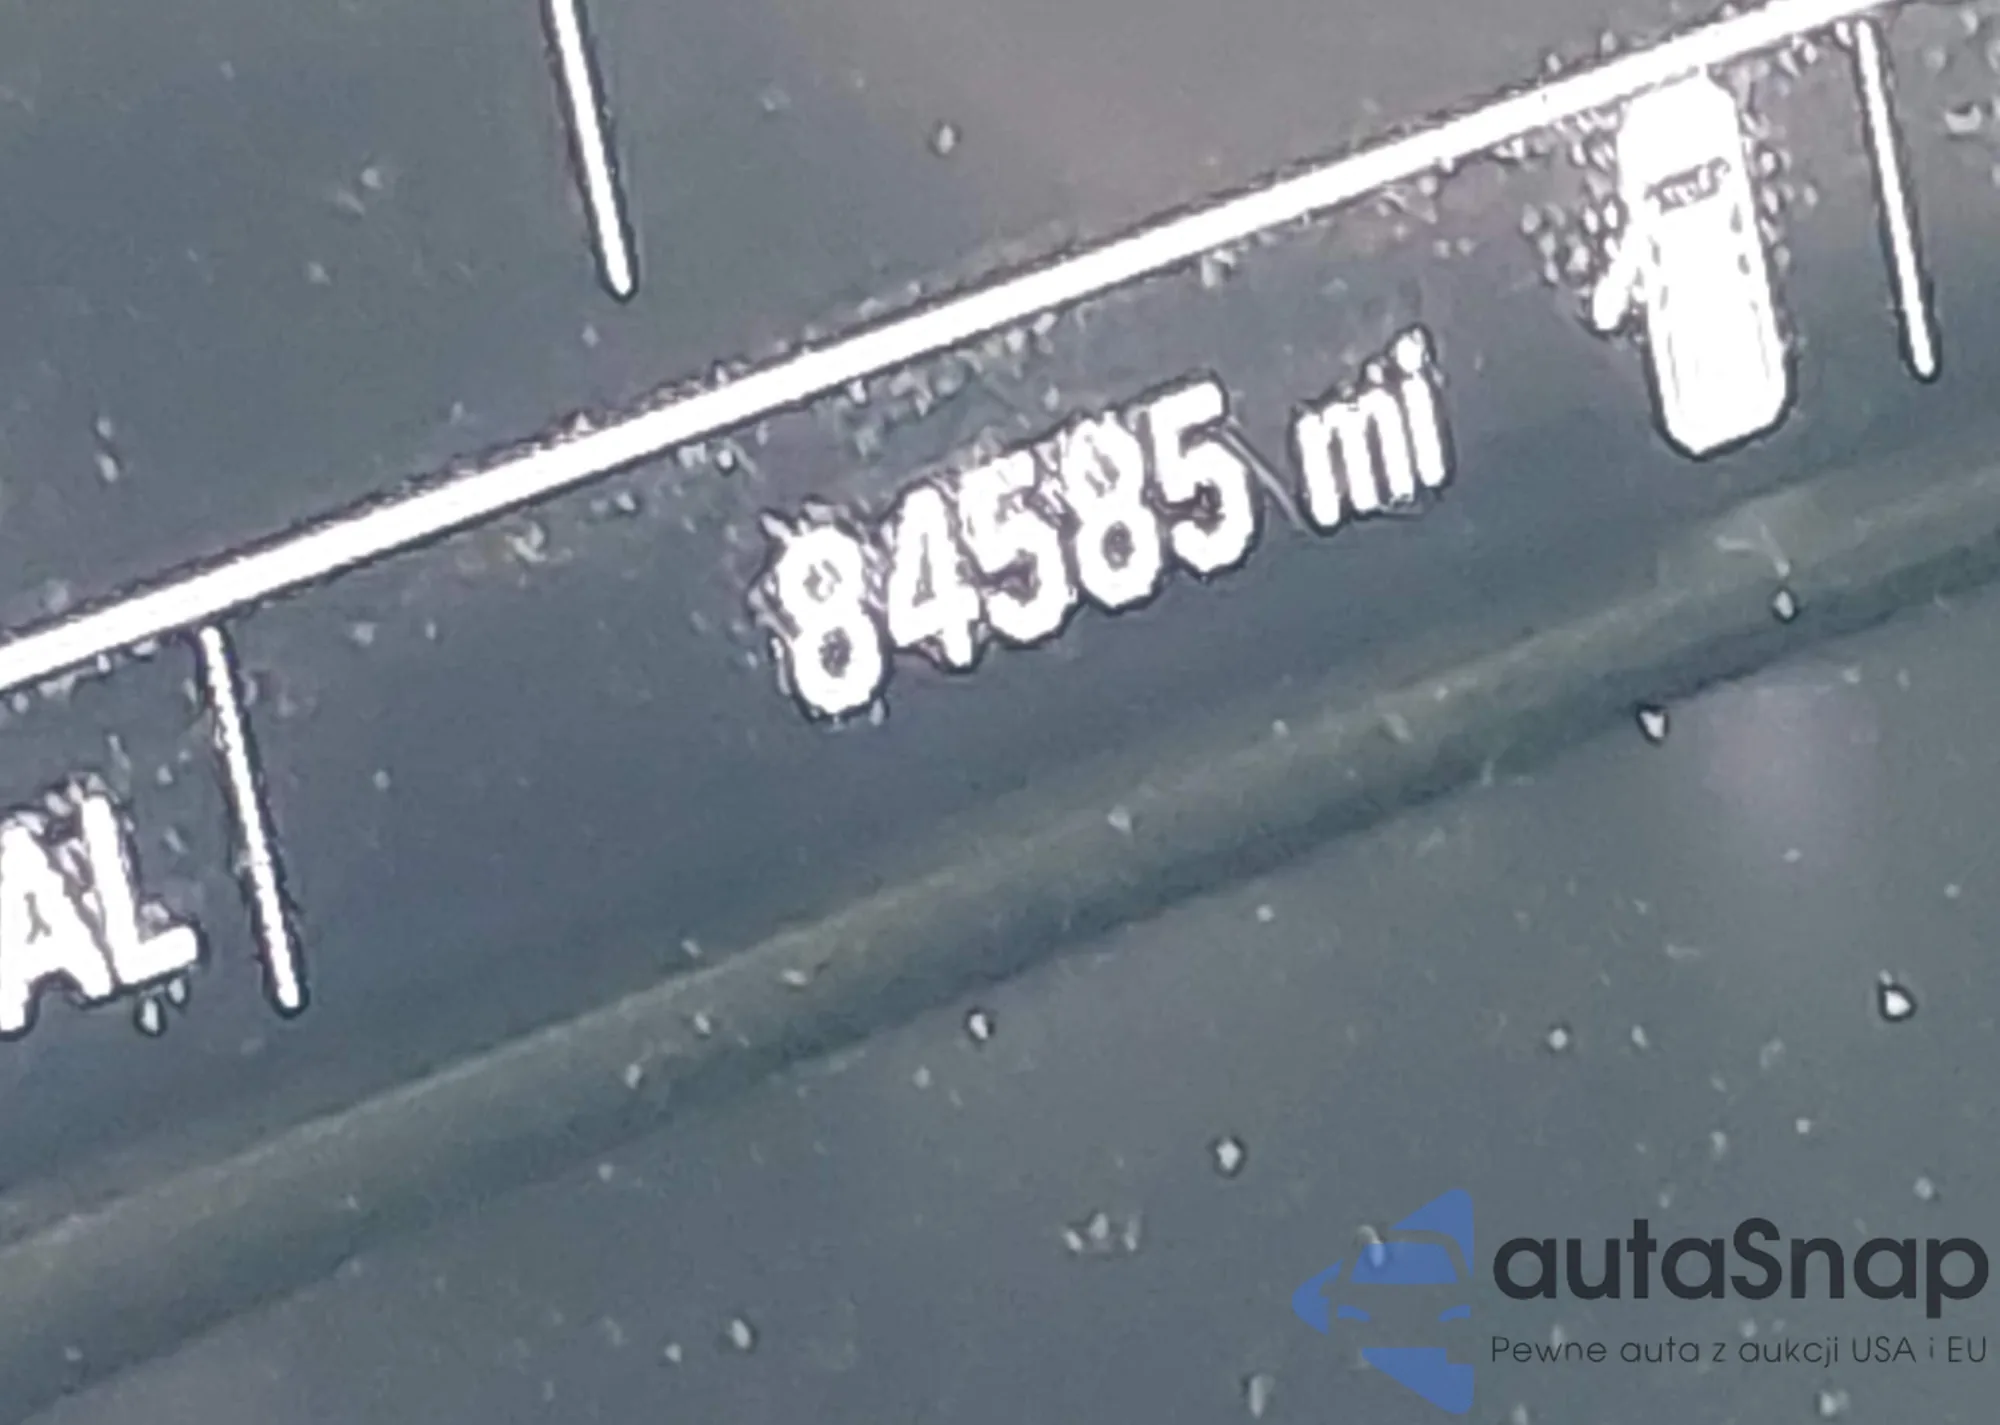 84585 mi
AL
autaSnap
Pewne auta z aukcji USA i EU